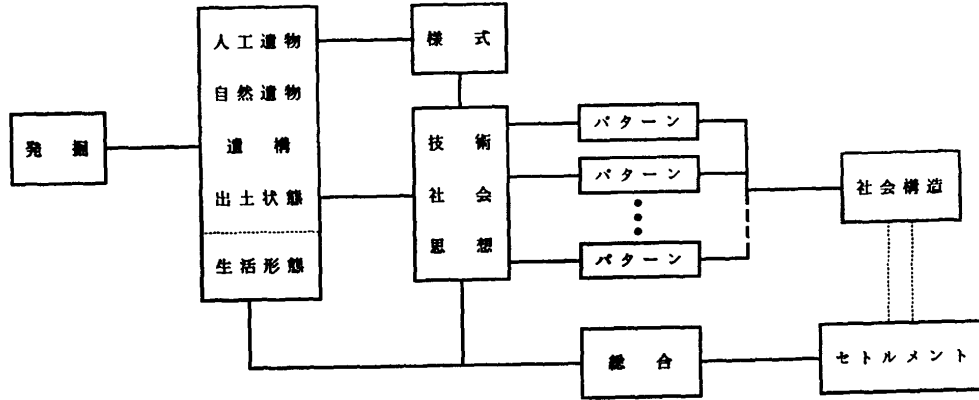 発掘
人工遺物
自然遺物
遺構
出土状態
生活形態
様式
技術
社会
思想
パターン
パターン
パターン
社会構造
総合
セトルメント